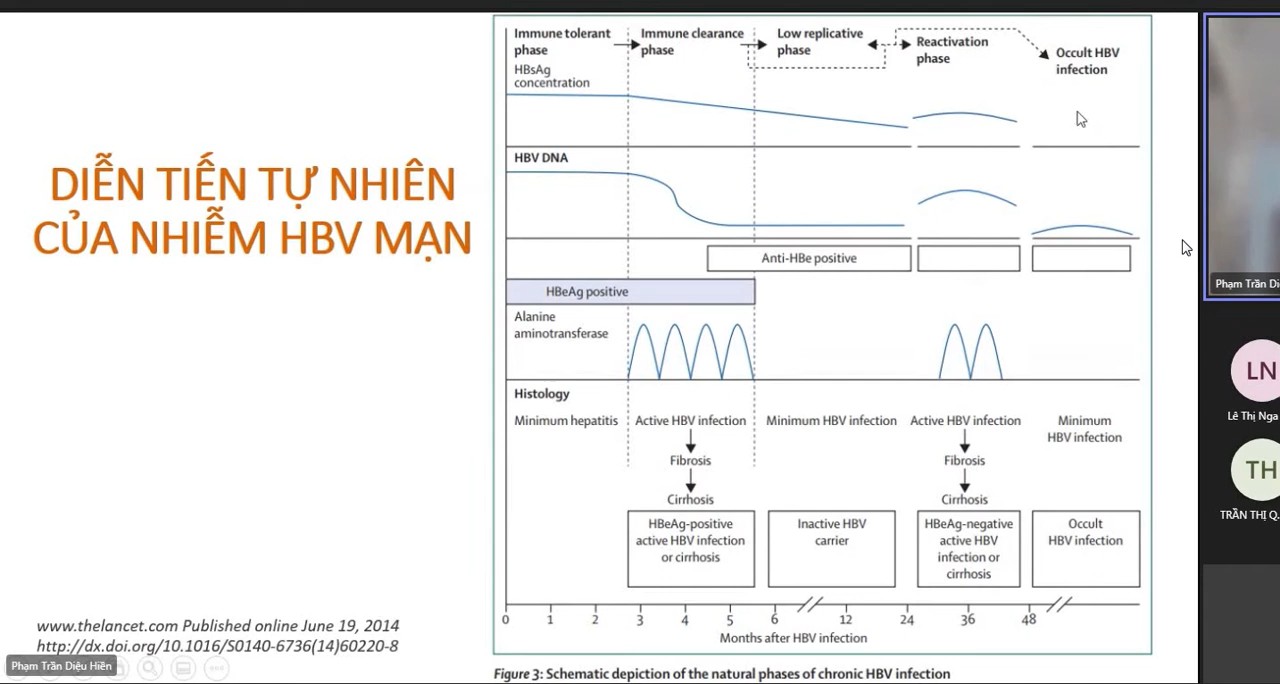 DIỄN TIẾN TỰ NHIÊN
CỦA NHIỄM HBV MẠN
www.thelancet.com Published online June 19, 2014
http://dx.doi.org/10.1016/S0140-6736(14)60220-8
Phạm Trần Diệu Hiền
Immune tolerant
phase
Immune clearance
phase
Low replicative
phase
Reactivation
phase
Occult HBV
infection
HBsAg
concentration
HBV DNA
Anti-HBe positive
HBeAg positive
Alanine
aminotransferase
Histology
Minimum hepatitis
Active HBV infection
Minimum HBV infection
Active HBV infection
Minimum
HBV infection
Fibrosis
Fibrosis
Cirrhosis
Cirrhosis
HBeAg-positive
active HBV infection
or cirrhosis
Inactive HBV
carrier
HBeAg-negative
active HBV
infection or
cirrhosis
Occult
HBV infection
0 1 2 3 4 5 6 12 24 36 48
Months after HBV infection
Figure 3: Schematic depiction of the natural phases of chronic HBV infection
Phạm Trần Di
LN
Lê Thị Nga
TH
TRẦN THỊ Q.